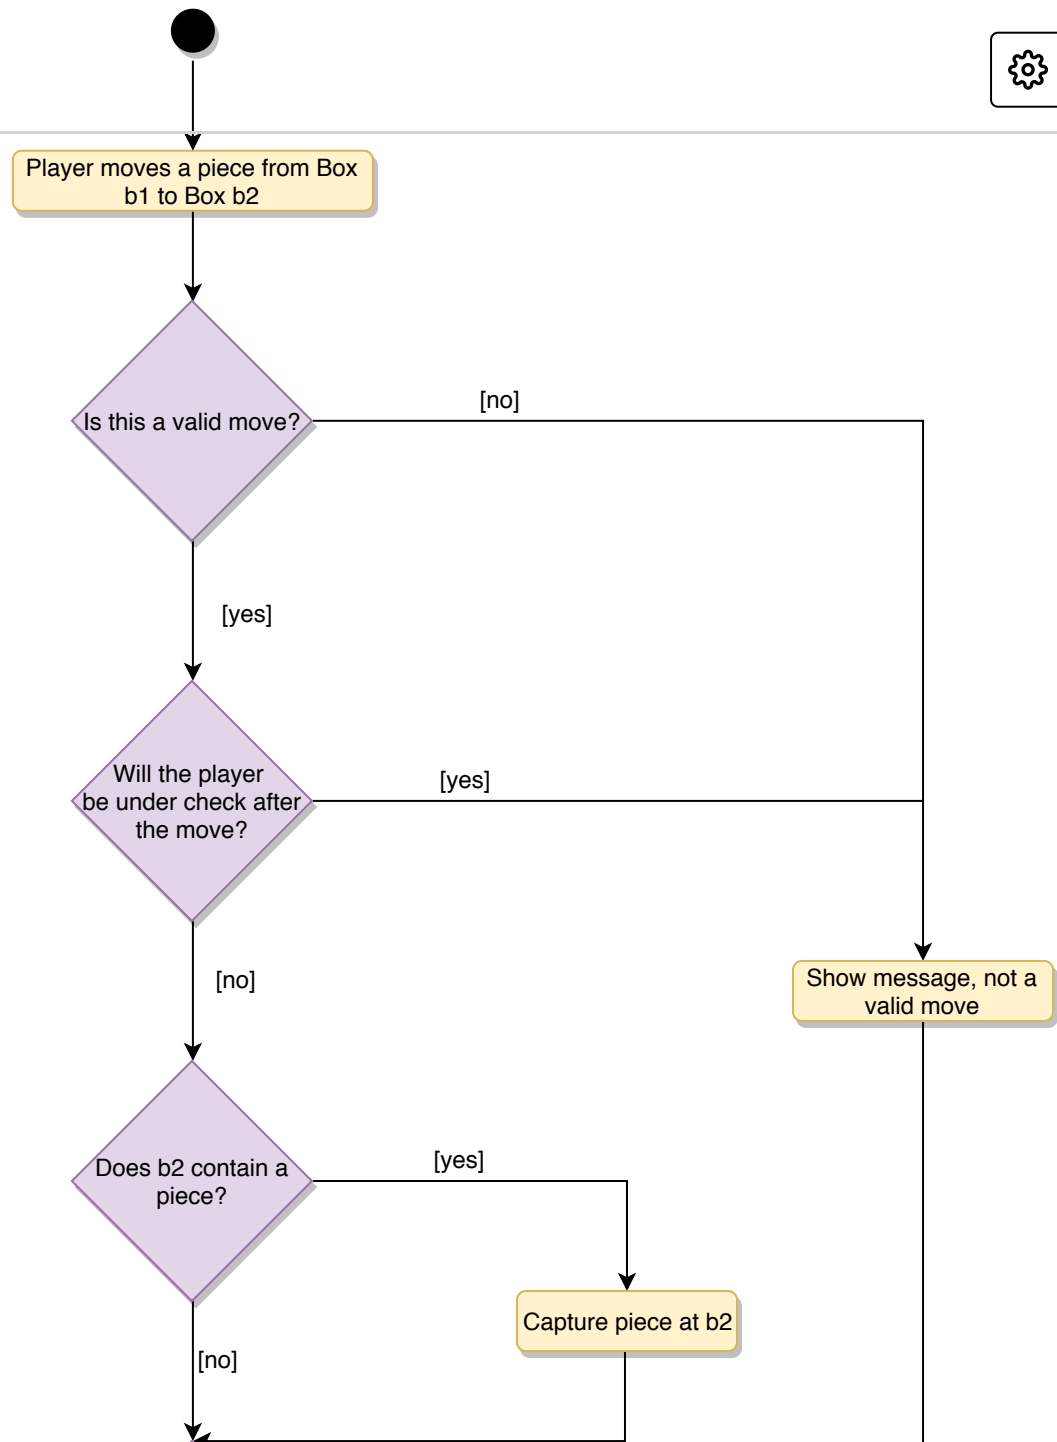 Player moves a piece from Box
b1 to Box b2
[no]
Is this a valid move?
[yes]
Will the player
be under check after
the move?
[yes]
[no]
Show message, not a
valid move
Does b2 contain a
piece?
[yes]
Capture piece at b2
[no]